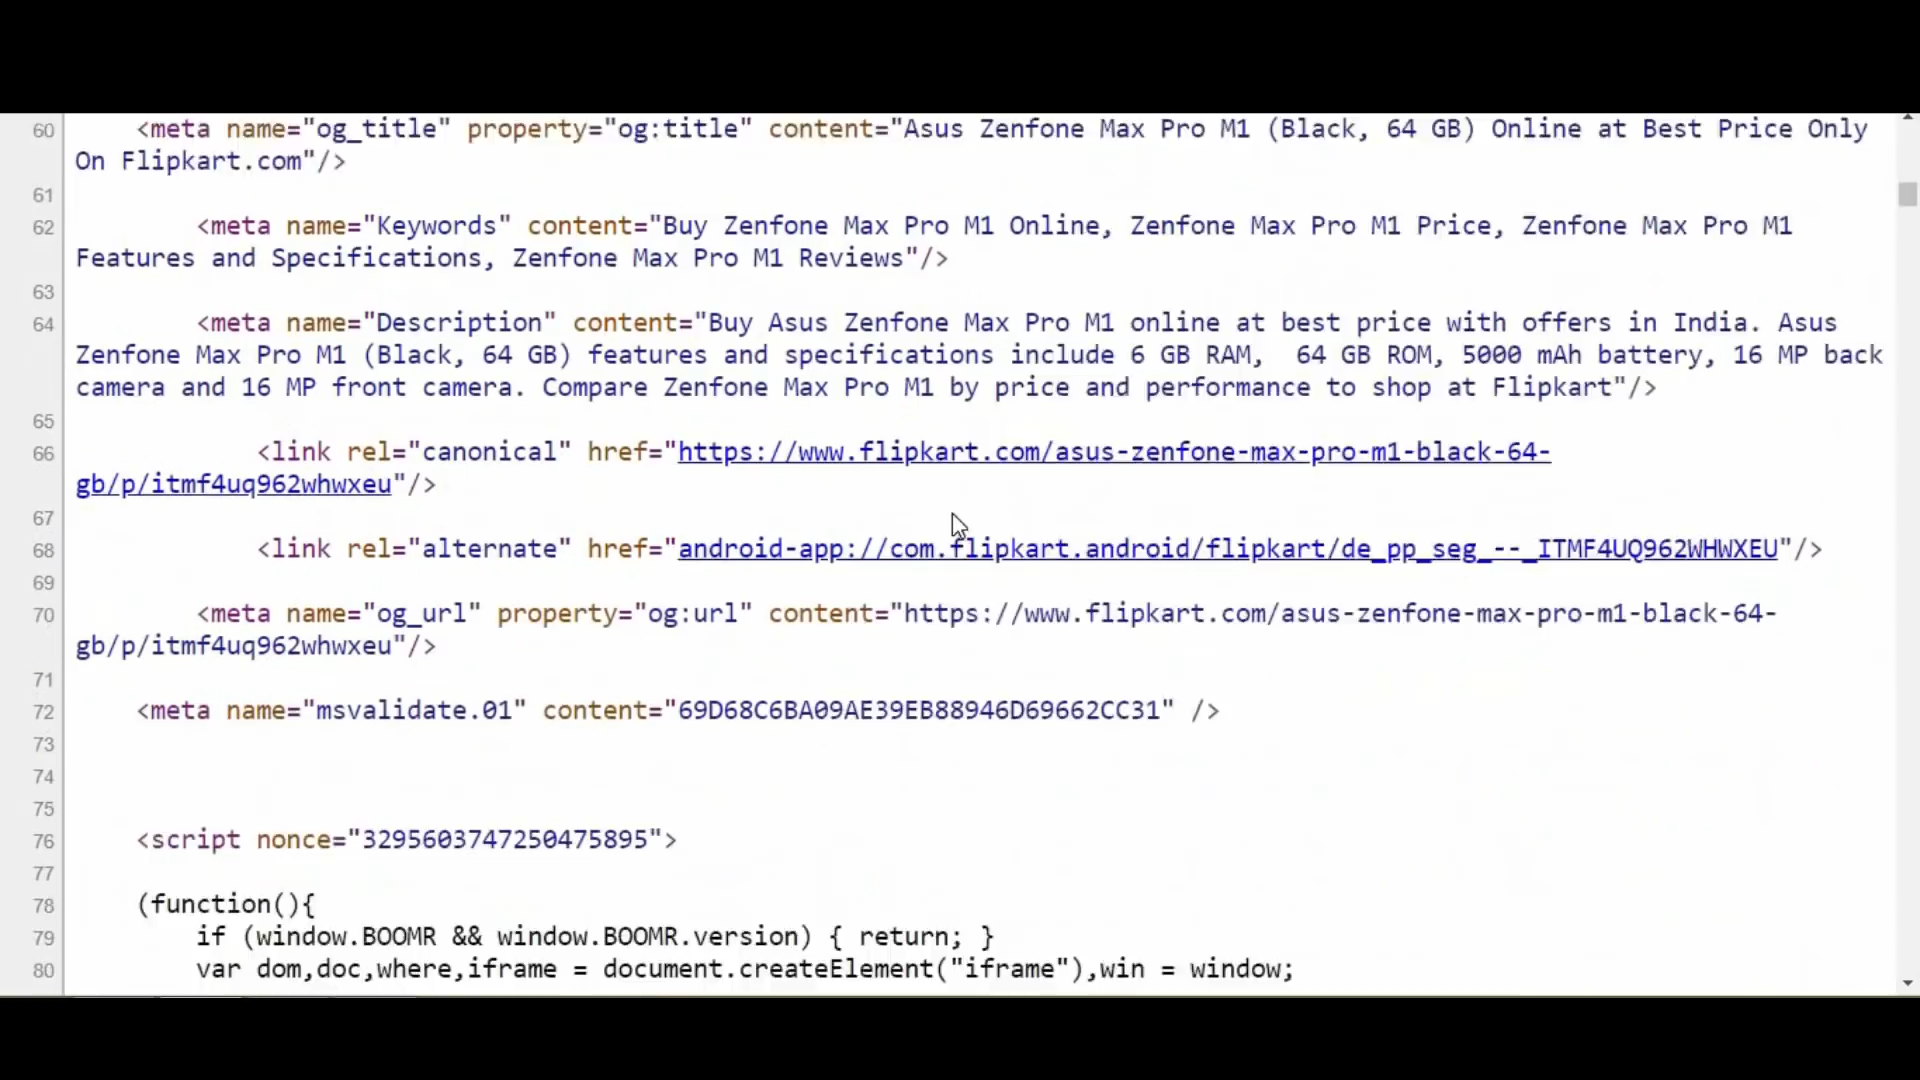 60 <meta name="og_title" property="og:title" content="Asus Zenfone Max Pro M1 (Black, 64 GB) Online at Best Price Only
On Flipkart.com"/>
61
62 <meta name="Keywords" content="Buy Zenfone Max Pro M1 Online, Zenfone Max Pro M1 Price, Zenfone Max Pro M1
Features and Specifications, Zenfone Max Pro M1 Reviews"/>
63
64 <meta name="Description" content="Buy Asus Zenfone Max Pro M1 online at best price with offers in India. Asus
Zenfone Max Pro M1 (Black, 64 GB) features and specifications include 6 GB RAM,  64 GB ROM, 5000 mAh battery, 16 MP back
camera and 16 MP front camera. Compare Zenfone Max Pro M1 by price and performance to shop at Flipkart"/>
65
66 <link rel="canonical" href="https://www.flipkart.com/asus-zenfone-max-pro-m1-black-64-
gb/p/itmf4uq962whwxeu"/>
67
68 <link rel="alternate" href="android-app://com.flipkart.android/flipkart/de_pp_seg_--_ITMF4UQ962WHWXEU"/>
69
70 <meta name="og_url" property="og:url" content="https://www.flipkart.com/asus-zenfone-max-pro-m1-black-64-
gb/p/itmf4uq962whwxeu"/>
71
72 <meta name="msvalidate.01" content="69D68C6BA09AE39EB88946D69662CC31" />
73
74
75
76 <script nonce="3295603747250475895">
77
78 (function(){
79 if (window.BOOMR && window.BOOMR.version) { return; }
80 var dom,doc,where,iframe = document.createElement("iframe"),win = window;